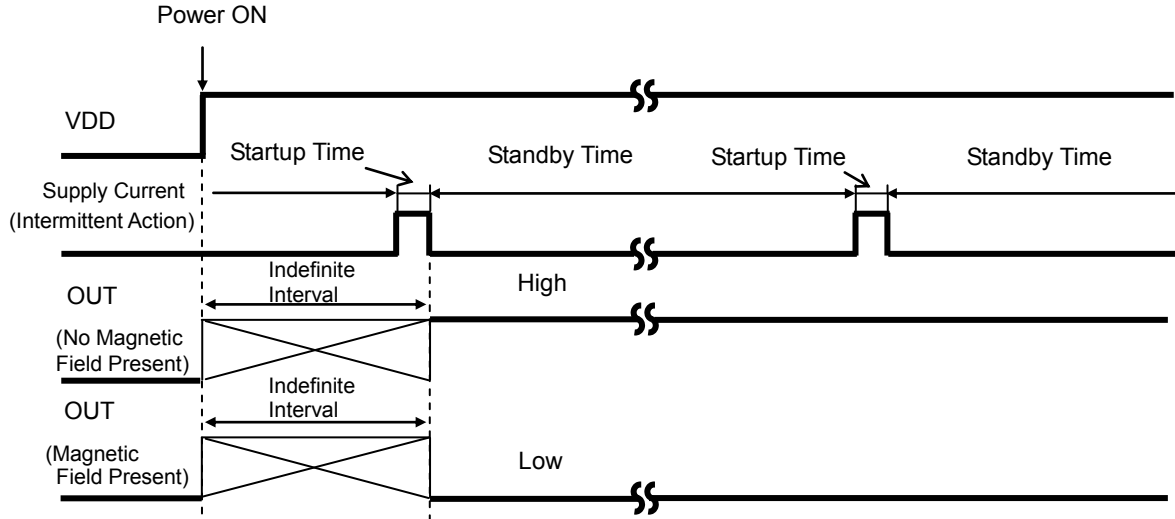 Power ON
VDD
Startup Time
Standby Time
Startup Time
Standby Time
Supply Current
(Intermittent Action)
Indefinite
Interval
High
OUT
(No Magnetic
Field Present)
Indefinite
Interval
OUT
(Magnetic
Field Present)
Low